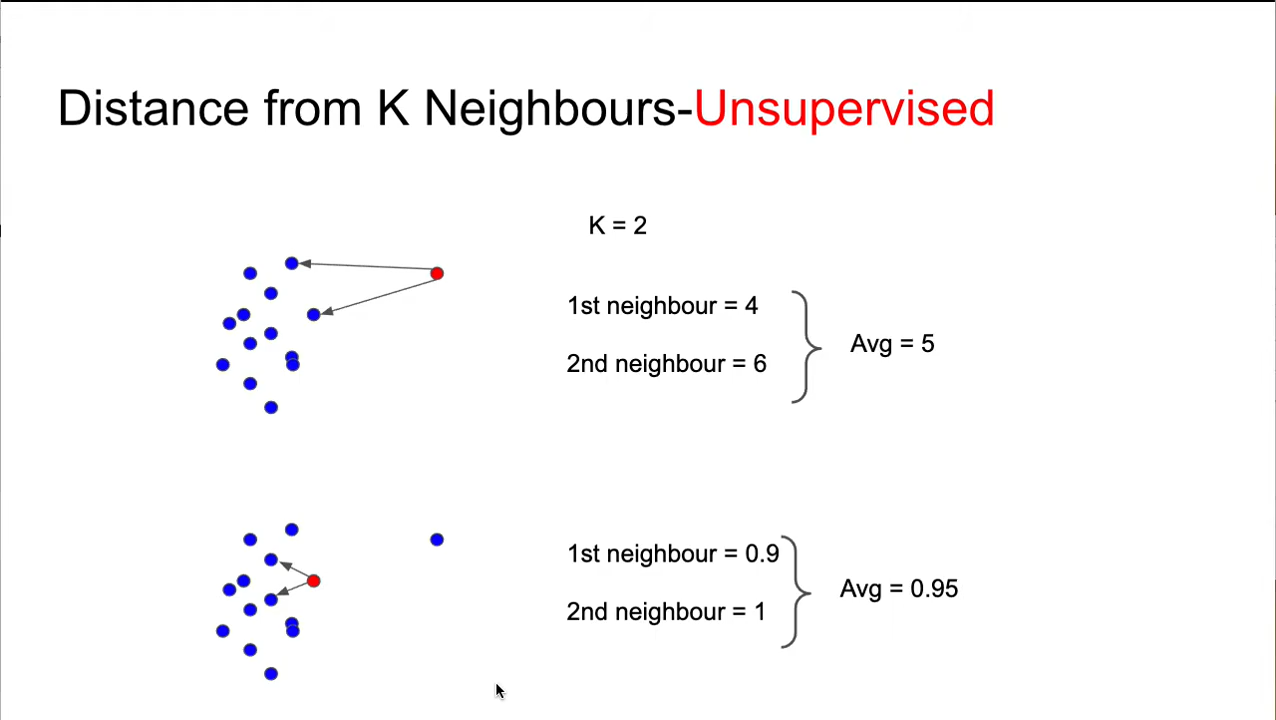 Distance from K Neighbours-Unsupervised
K = 2
1st neighbour = 4
2nd neighbour = 6
Avg = 5
1st neighbour = 0.9
2nd neighbour = 1
Avg = 0.95